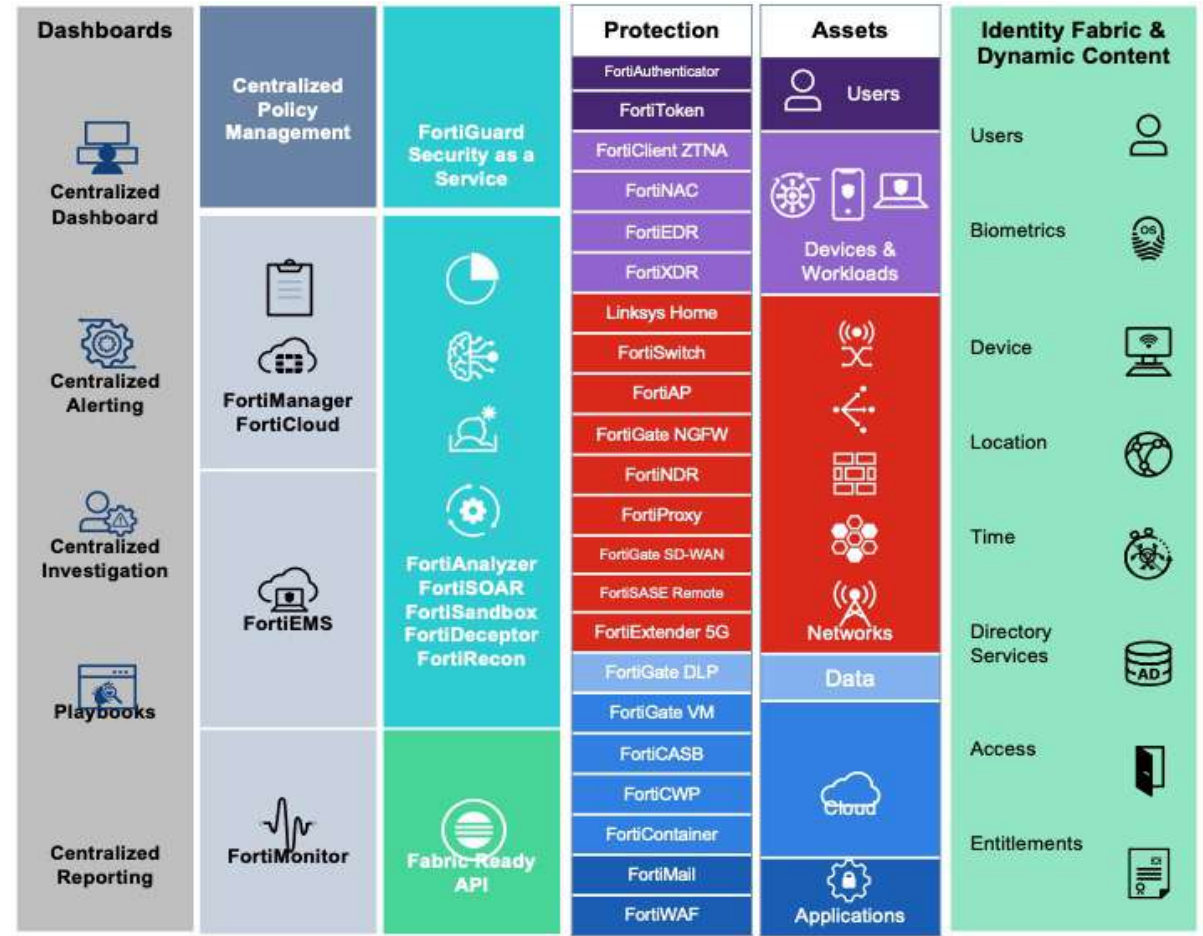 Dashboards
Centralized
Dashboard
Centralized
Alerting
Centralized
Investigation
Playbooks
Centralized
Reporting
Centralized
Policy
Management
FortiManager
FortiCloud
FortiEMS
FortiMonitor
FortiGuard
Security as a
Service
FortiAnalyzer
FortiSOAR
FortiSandbox
FortiDeceptor
FortiRecon
Fabric Ready
API
Protection
FortiAuthenticator
FortiToken
FortiClient ZTNA
FortiNAC
FortiEDR
FortiXDR
Linksys Home
FortiSwitch
FortiAP
FortiGate NGFW
FortiNDR
FortiProxy
FortiGate SD-WAN
FortiSASE Remote
FortiExtender 5G
FortiGate DLP
FortiGate VM
FortiCASB
FortiCWP
FortiContainer
FortiMail
FortiWAF
Assets
Users
Devices &
Workloads
Networks
Data
Cloud
Applications
Identity Fabric &
Dynamic Content
Users
Biometrics
OS
Device
Location
Time
Directory
Services
AD
Access
Entitlements